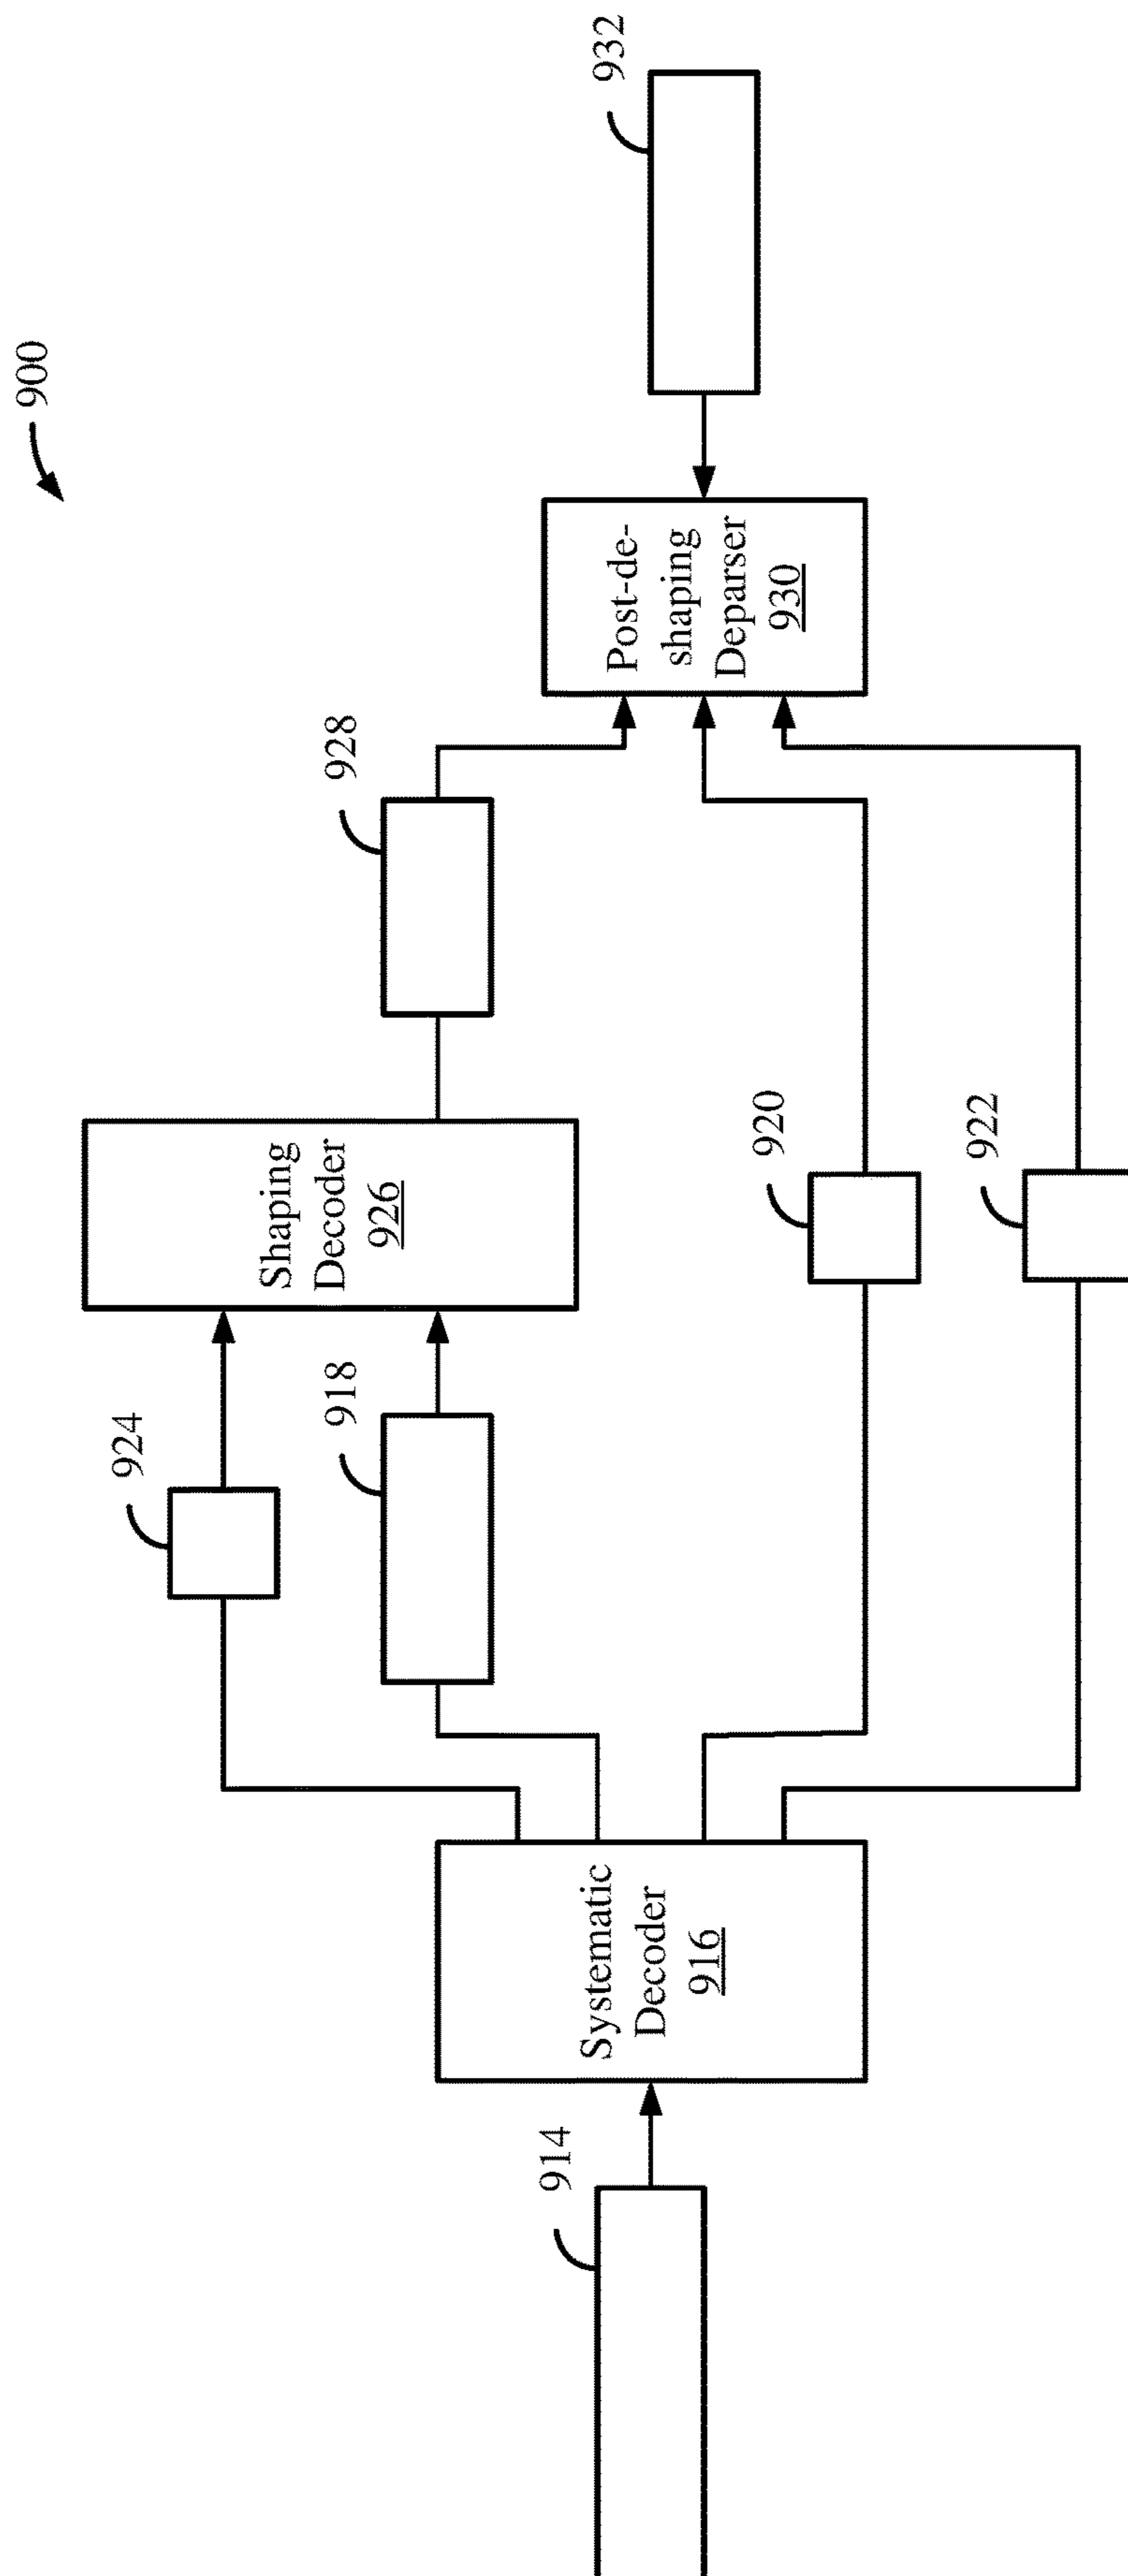 900
914
Systematic
Decoder
916
924
918
Shaping
Decoder
926
928
920
922
Post-de-
shaping
Deparser
930
932